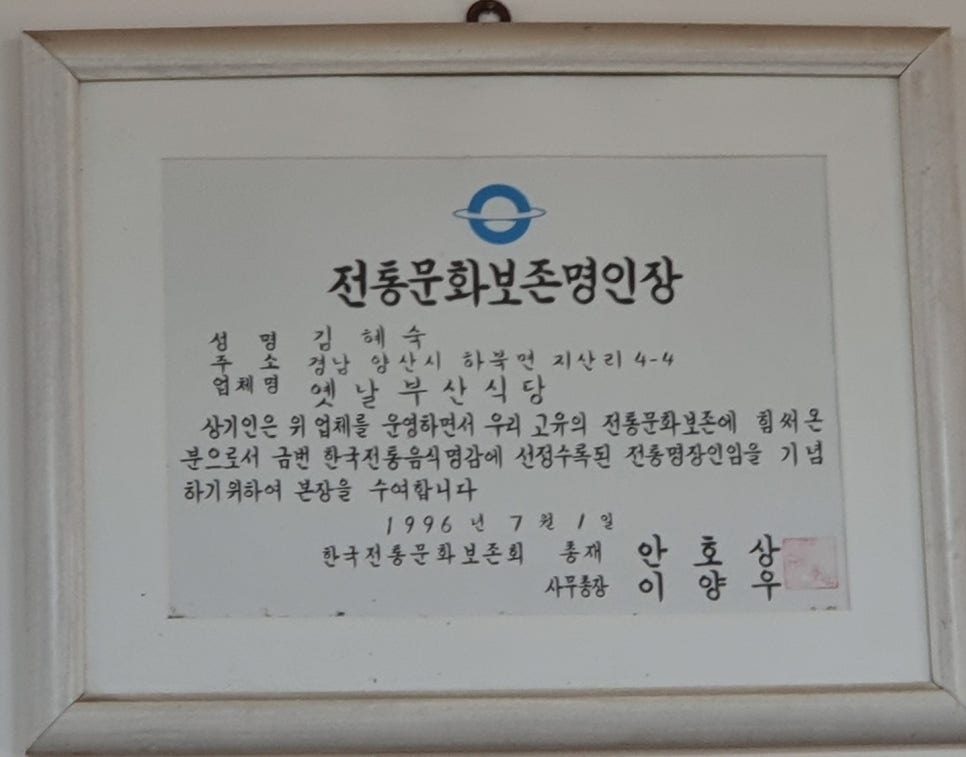 전통문화보존명인장
성 명 김 혜 숙
주 소 경남 양산시 하북면 지산리 4-4
업체명 옛날부산식당
상기인은 위 업체를 운영하면서 우리 고유의 전통문화보존에 힘써온
분으로서 금번 한국전통음식명감에 선정수록된 전통명장인임을 기념
하기위하여 본장을 수여합니다
1996 년 7 월 1 일
한국전통문화보존회 총재 안 호 상
사무총장 이 양 우